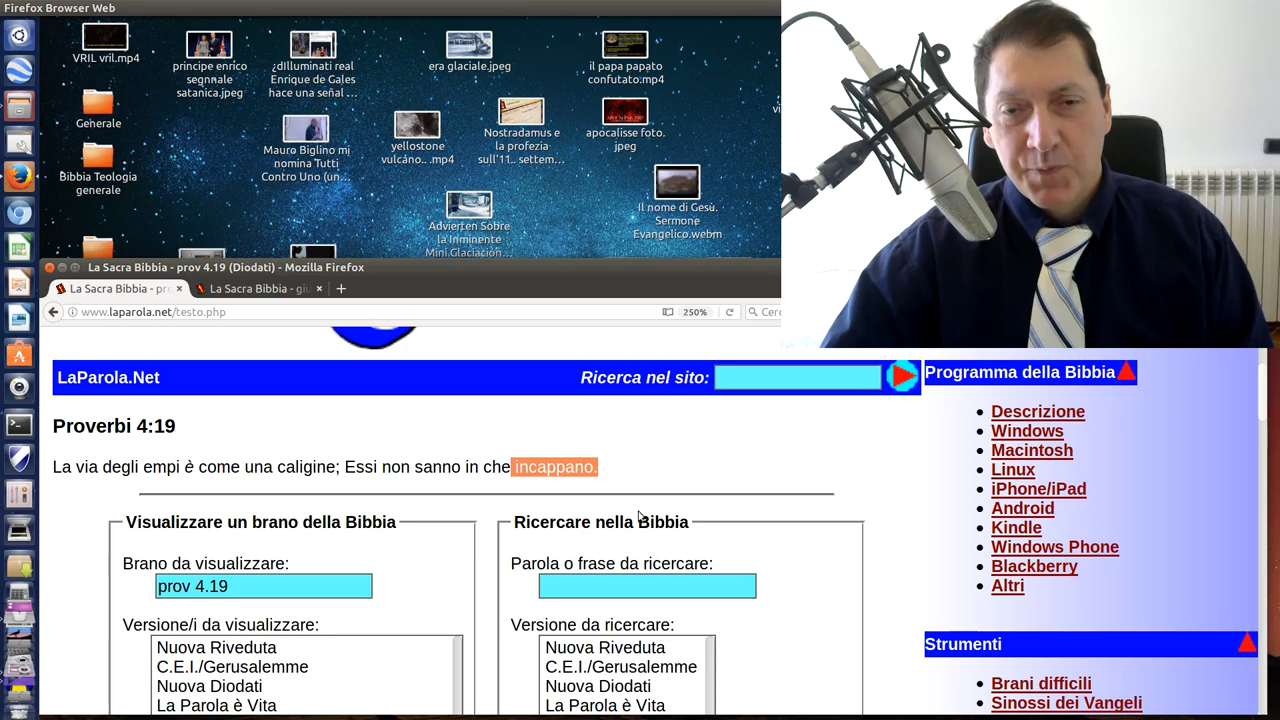 Firefox Browser Web
VRIL vril.mp4
principe enrico
segnnale
satanica.jpeg
¿dIlluminati real
Enrique de Gales
hace una señal ...
era glaciale.jpeg
il papa papato
confutato.mp4
Generale
Mauro Biglino mi
nomina Tutti
Contro Uno (un...
yellostone
vulcáno.. .mp4
Nostradamus e
la profezia
sull'11.. settem...
apocalisse foto.
jpeg
Bibbia Teologia
generale
Advierten Sobre
la Inminente
Mini Glaciación...
Il nome di Gesù.
Sermone
Evangelico.webm
La Sacra Bibbia - prov 4.19 (Diodati) - Mozilla Firefox
La Sacra Bibbia - pro
La Sacra Bibbia - giu
www.laparola.net/testo.php
250%
Cerc
LaParola.Net
Ricerca nel sito:
Programma della Bibbia
Proverbi 4:19
La via degli empi è come una caligine; Essi non sanno in che incappano.
Descrizione
Windows
Macintosh
Linux
iPhone/iPad
Android
Kindle
Windows Phone
Blackberry
Altri
Visualizzare un brano della Bibbia
Brano da visualizzare:
prov 4.19
Versione/i da visualizzare:
Nuova Riveduta
C.E.I./Gerusalemme
Nuova Diodati
La Parola è Vita
Ricercare nella Bibbia
Parola o frase da ricercare:
Versione da ricercare:
Nuova Riveduta
C.E.I./Gerusalemme
Nuova Diodati
La Parola è Vita
Strumenti
Brani difficili
Sinossi dei Vangeli